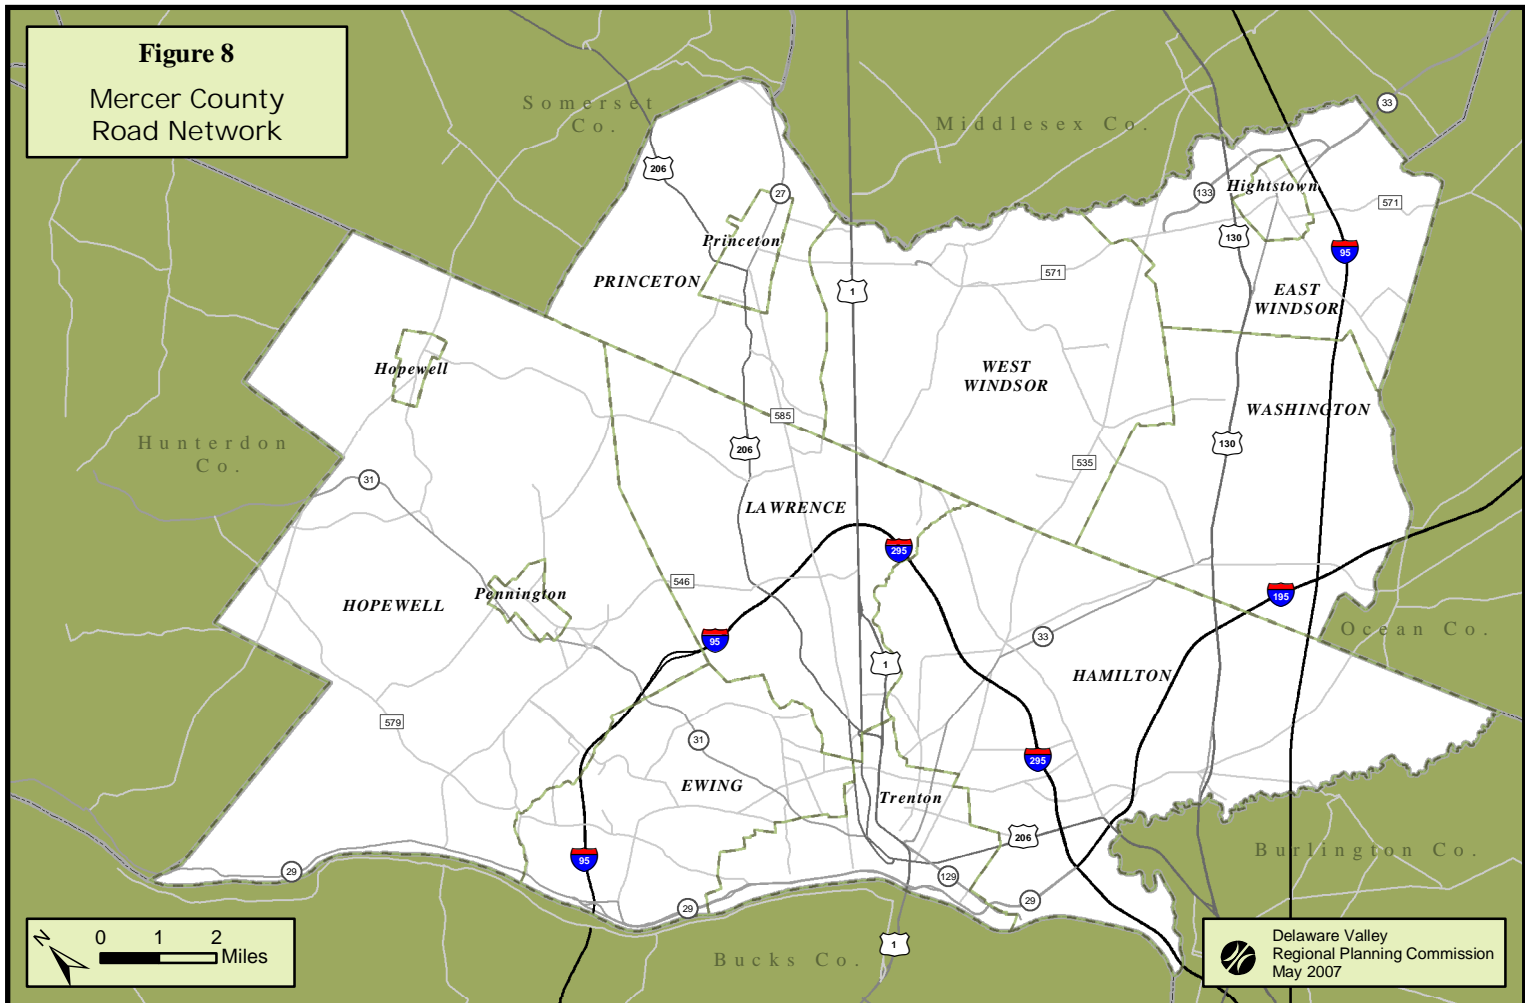 Figure 8
Mercer County
Road Network
Somerset
Co.
Middlesex Co.
33
206
27
133
Hightstown
571
Princeton
130
95
PRINCETON
571
1
EAST
WINDSOR
Hopewell
WEST
WINDSOR
585
WASHINGTON
Hunterdon
Co.
206
130
535
31
LAWRENCE
295
546
Pennington
195
HOPEWELL
Ocean Co.
95
33
1
HAMILTON
579
31
295
EWING
Trenton
206
95
Burlington Co.
29
129
29
29
1
Bucks Co.
N
0 1 2
Miles
Delaware Valley
Regional Planning Commission
May 2007